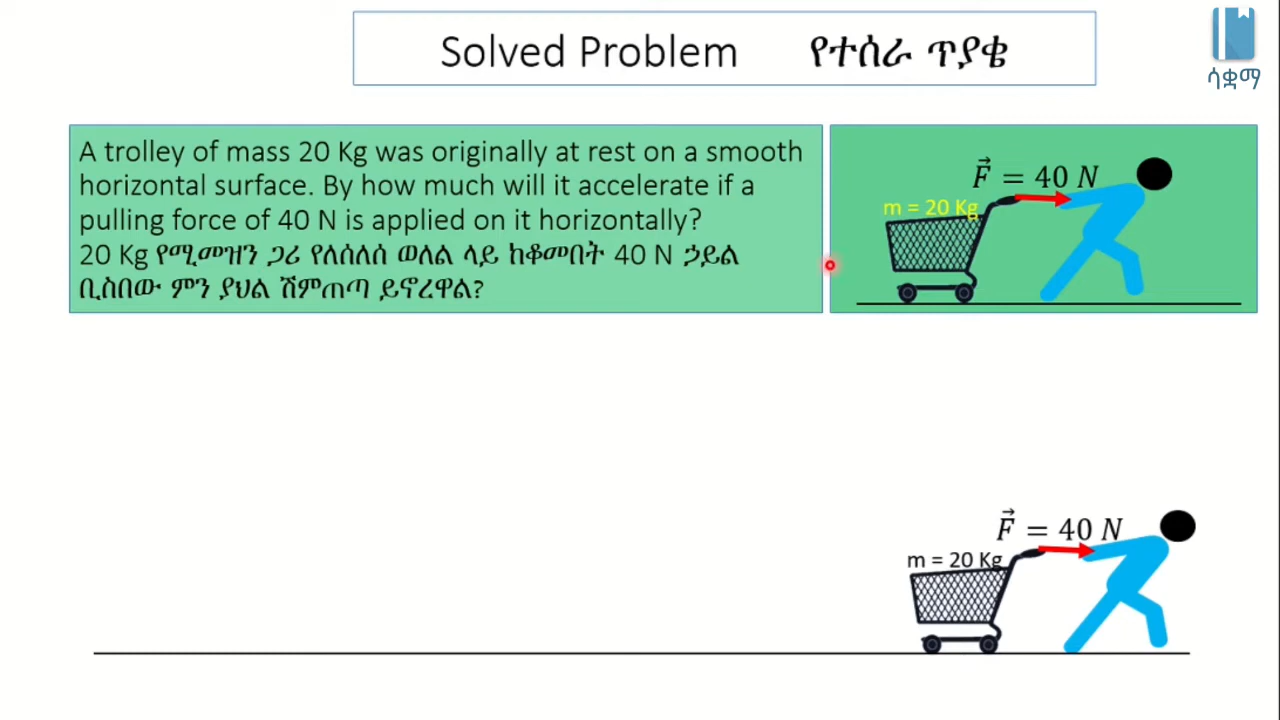 Solved Problem የተሰራ ጥያቄ
ሳቋማ
A trolley of mass 20 Kg was originally at rest on a smooth
horizontal surface. By how much will it accelerate if a
pulling force of 40 N is applied on it horizontally?
20 Kg የሚመዝን ጋሪ የለሰለሰ ወለል ላይ ከቆመበት 40 N ኃይል
ቢስበው ምን ያህል ሽምጠጣ ይኖረዋል?
F⃗ = 40 N
m = 20 Kg
F⃗ = 40 N
m = 20 Kg